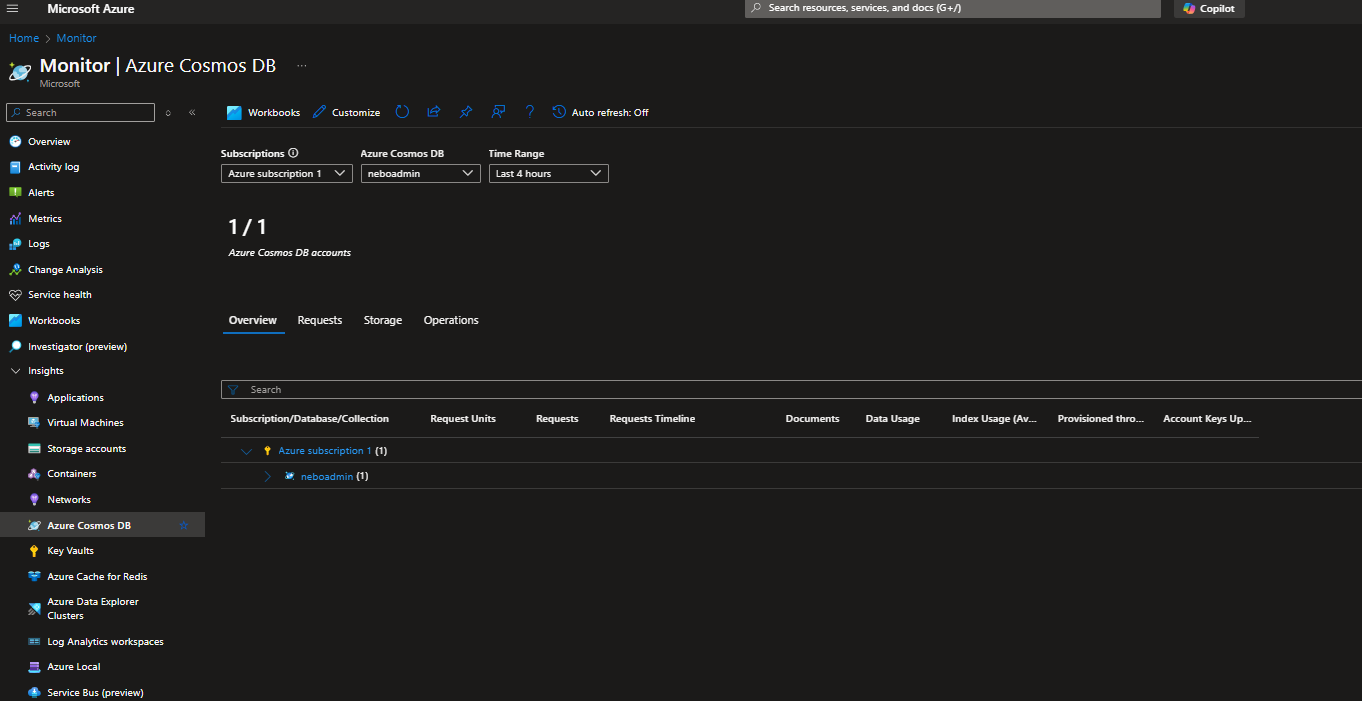 Microsoft Azure
Search resources, services, and docs (G+/)
Copilot
Home > Monitor
Monitor | Azure Cosmos DB ...
Microsoft
Search
Workbooks
Customize
?
Auto refresh: Off
Overview
Activity log
Alerts
Metrics
Logs
Change Analysis
Service health
Workbooks
Investigator (preview)
Insights
Applications
Virtual Machines
Storage accounts
Containers
Networks
Azure Cosmos DB
Key Vaults
Azure Cache for Redis
Azure Data Explorer
Clusters
Log Analytics workspaces
Azure Local
Service Bus (preview)
Subscriptions
Azure Cosmos DB
Time Range
Azure subscription 1
neboadmin
Last 4 hours
1 / 1
Azure Cosmos DB accounts
Overview
Requests
Storage
Operations
Search
Subscription/Database/Collection
Request Units
Requests
Requests Timeline
Documents
Data Usage
Index Usage (Av...
Provisioned thro...
Account Keys Up...
Azure subscription 1 (1)
neboadmin (1)